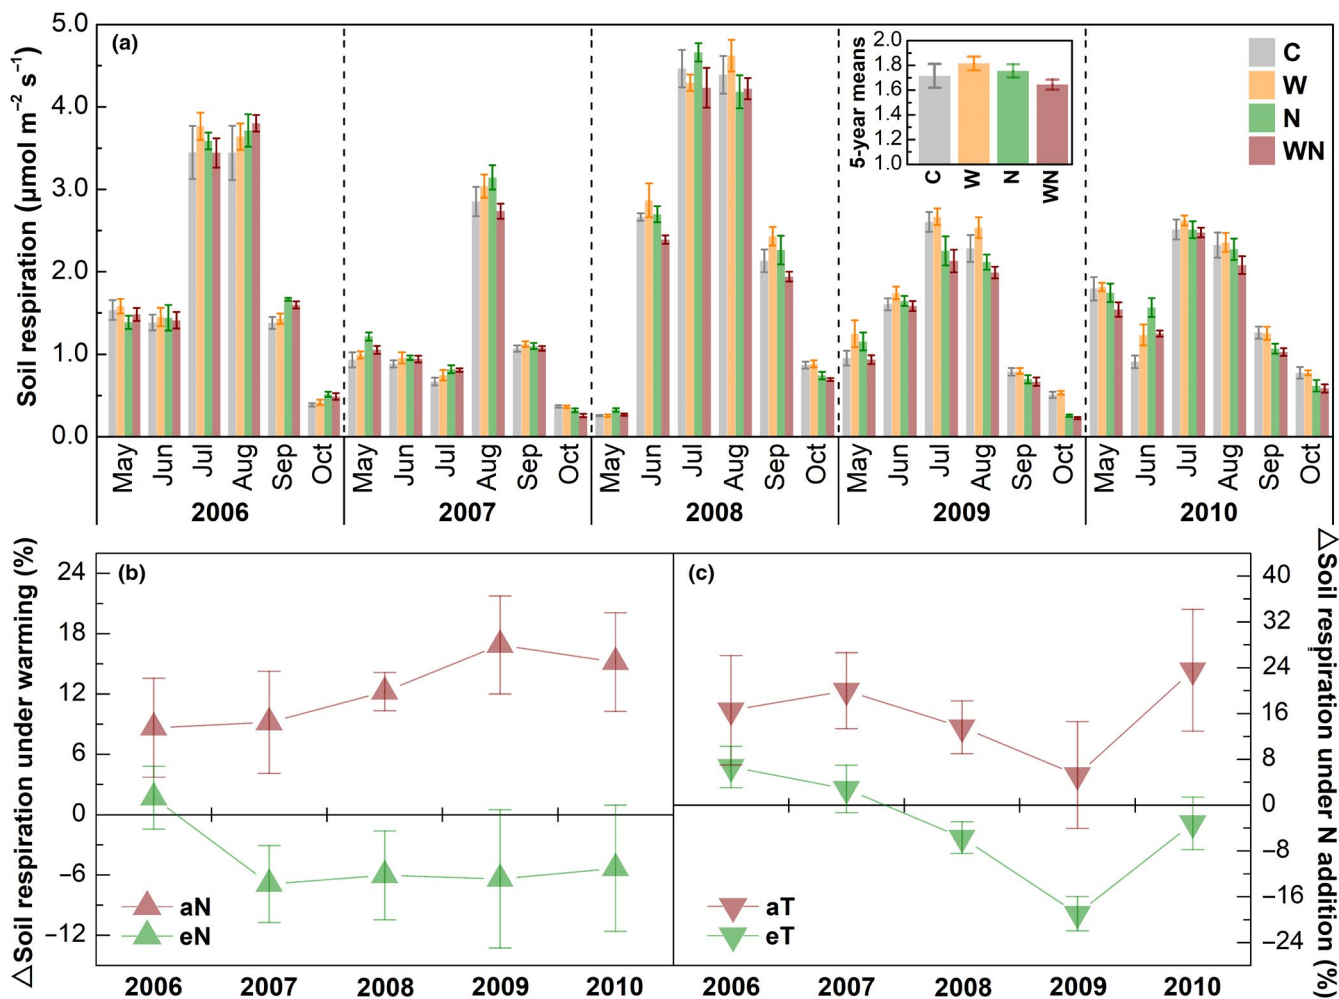 (a)
Soil respiration (μmol m⁻² s⁻¹)
5.0
4.0
3.0
2.0
1.0
0.0
5-year means
2.0
1.8
1.6
1.4
1.2
1.0
C W N WN
C
W
N
WN
May Jun Jul Aug Sep Oct May Jun Jul Aug Sep Oct May Jun Jul Aug Sep Oct May Jun Jul Aug Sep Oct May Jun Jul Aug Sep Oct
2006 2007 2008 2009 2010
(b)
△Soil respiration under warming (%)
24
18
12
6
0
−6
−12
aN
eN
2006 2007 2008 2009 2010
(c)
aT
eT
2006 2007 2008 2009 2010
40
32
24
16
8
0
−8
−16
−24
△Soil respiration under N addition (%)